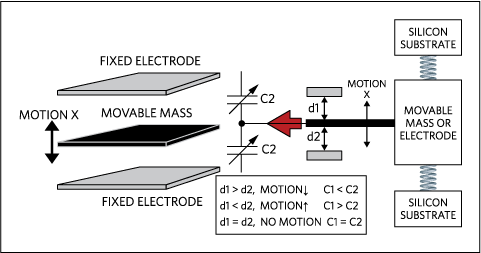 FIXED ELECTRODE
MOTION X
MOVABLE MASS
FIXED ELECTRODE
C2
C2
d1
d2
MOTION
X
SILICON
SUBSTRATE
MOVABLE
MASS OR
ELECTRODE
SILICON
SUBSTRATE
d1 > d2, MOTION↓ C1 < C2
d1 < d2, MOTION↑ C1 > C2
d1 = d2, NO MOTION C1 = C2